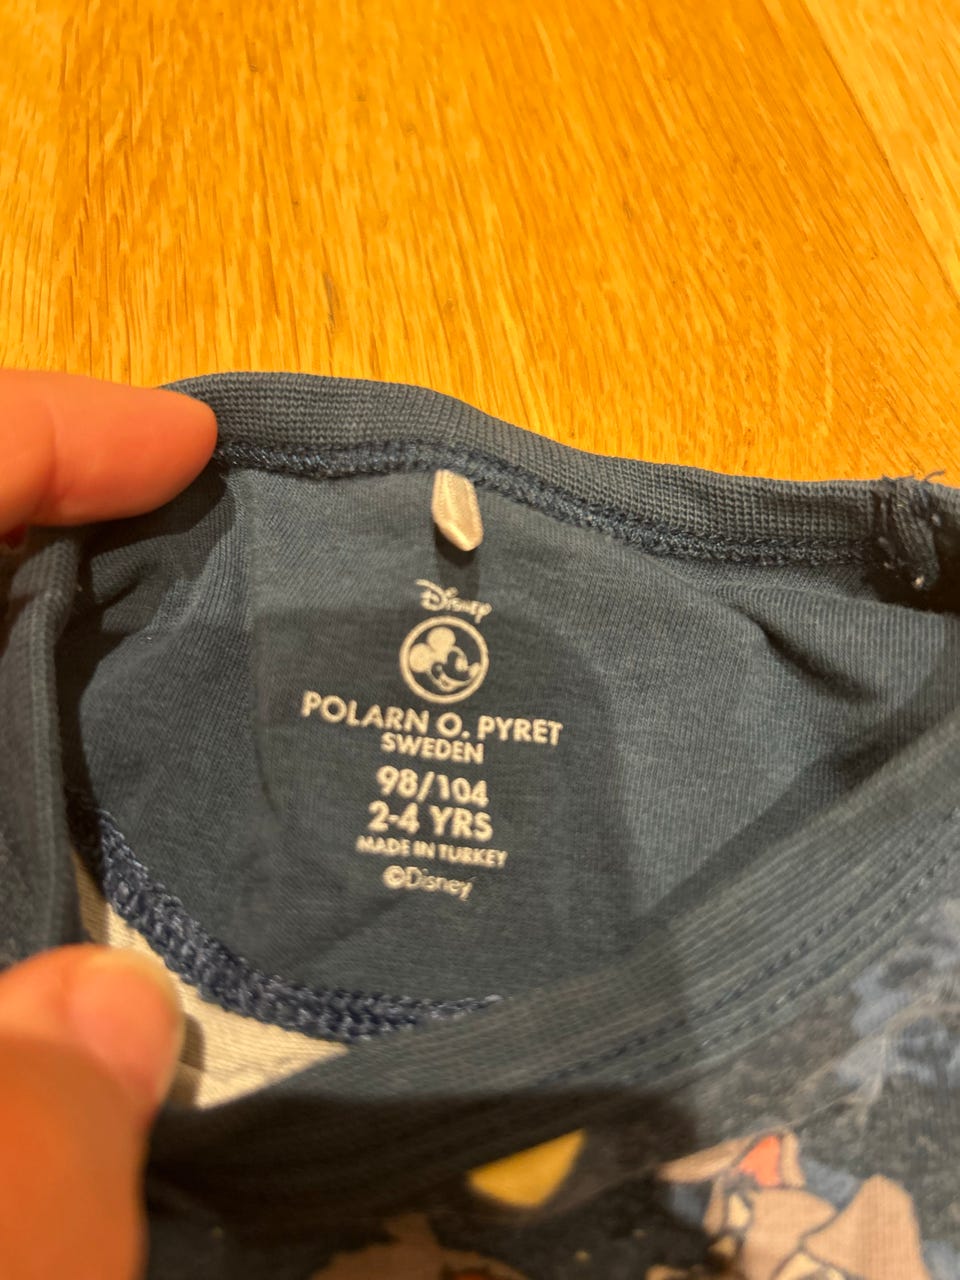 Disney
POLARN O. PYRET
SWEDEN
98/104
2-4 YRS
MADE IN TURKEY
©Disney